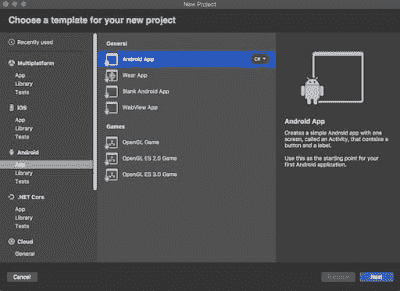 New Project
Choose a template for your new project
Recently used
Multiplatform
App
Library
Tests
iOS
App
Library
Tests
Android
App
Library
Tests
.NET Core
App
Library
Tests
Cloud
General
General
Android App
C#
Wear App
Blank Android App
WebView App
Games
OpenGL Game
OpenGL ES 2.0 Game
OpenGL ES 3.0 Game
Android App
Creates a simple Android app with one
screen, called an Activity, that contains a
button and a label.
Use this as the starting point for your
first Android application.
Cancel
Previous
Next